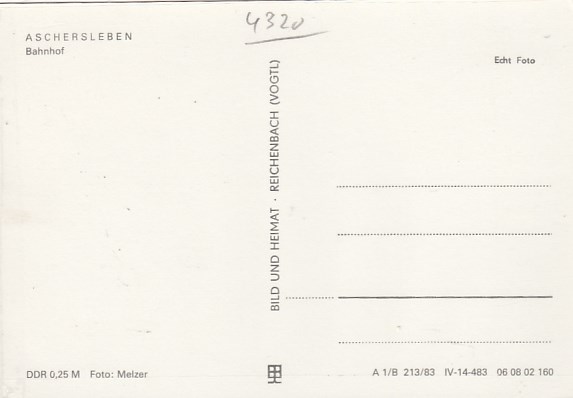 4320
ASCHERSLEBEN
Bahnhof
Echt Foto
BILD UND HEIMAT · REICHENBACH (VOGTL)
DDR 0,25 M Foto: Melzer
A 1/B 213/83 IV-14-483 06 08 02 160